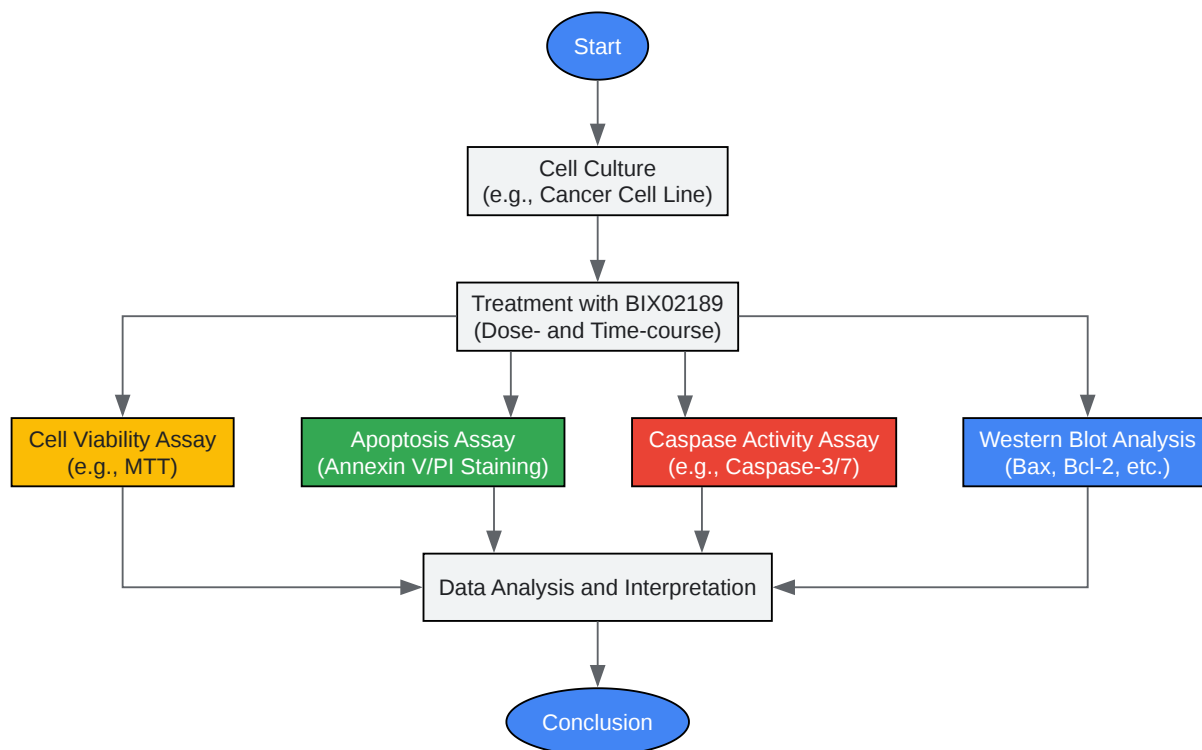 Start
Cell Culture
(e.g., Cancer Cell Line)
Treatment with BIX02189
(Dose- and Time-course)
Cell Viability Assay
(e.g., MTT)
Apoptosis Assay
(Annexin V/PI Staining)
Caspase Activity Assay
(e.g., Caspase-3/7)
Western Blot Analysis
(Bax, Bcl-2, etc.)
Data Analysis and Interpretation
Conclusion